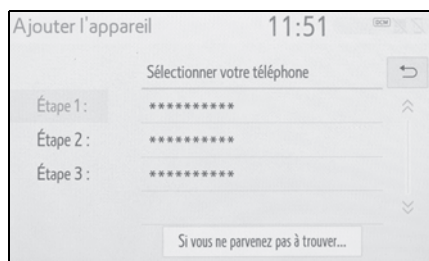 Ajouter l'appareil 11:51 DCM
Sélectionner votre téléphone
Étape 1 : **********
Étape 2 : **********
Étape 3 : **********
Si vous ne parvenez pas à trouver...